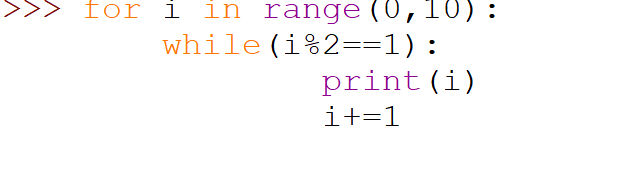 >>> for i in range(0,10):
while(i%2==1):
print(i)
i+=1